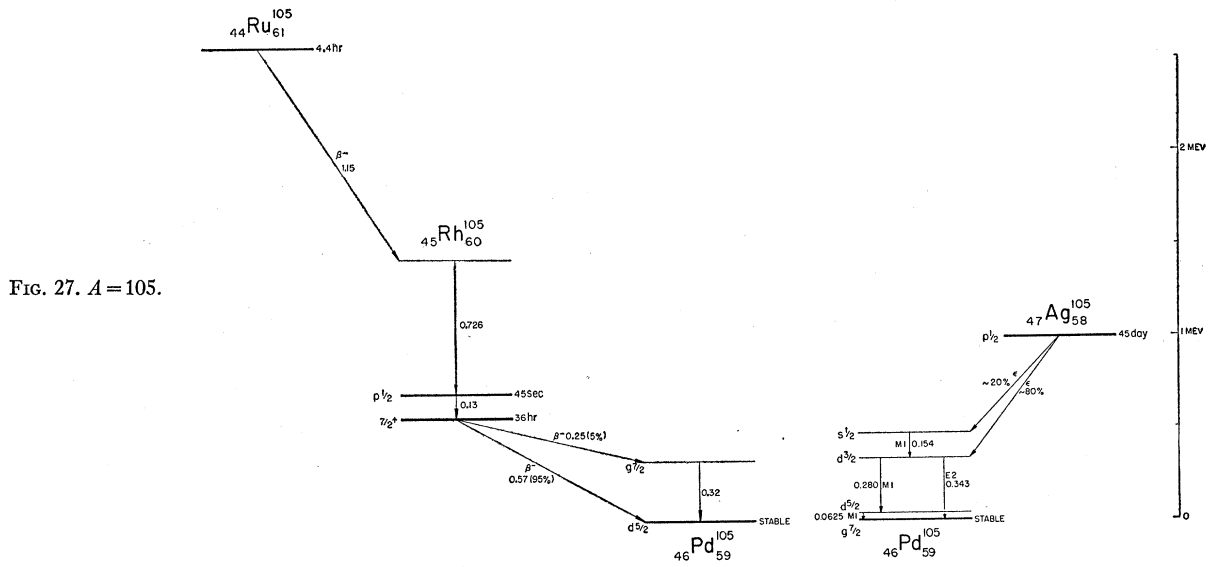 ₄₄Ru₆₁¹⁰⁵
4.4hr
β⁻
1.15
2 MEV
₄₅Rh₆₀¹⁰⁵
FIG. 27. A=105.
0.726
₄₇Ag₅₈¹⁰⁵
p½
45day
1 MEV
p½
45sec
0.13
7/2⁺
36hr
β⁻0.25(5%)
β⁻
0.57(95%)
g7/2
0.32
d5/2
STABLE
₄₆Pd₅₉¹⁰⁵
ϵ
~20%
ϵ
~80%
s½
M1 0.154
d3/2
0.280 M1
E2
0.343
d5/2
0.0625 M1
g7/2
STABLE
₄₆Pd₅₉¹⁰⁵
0